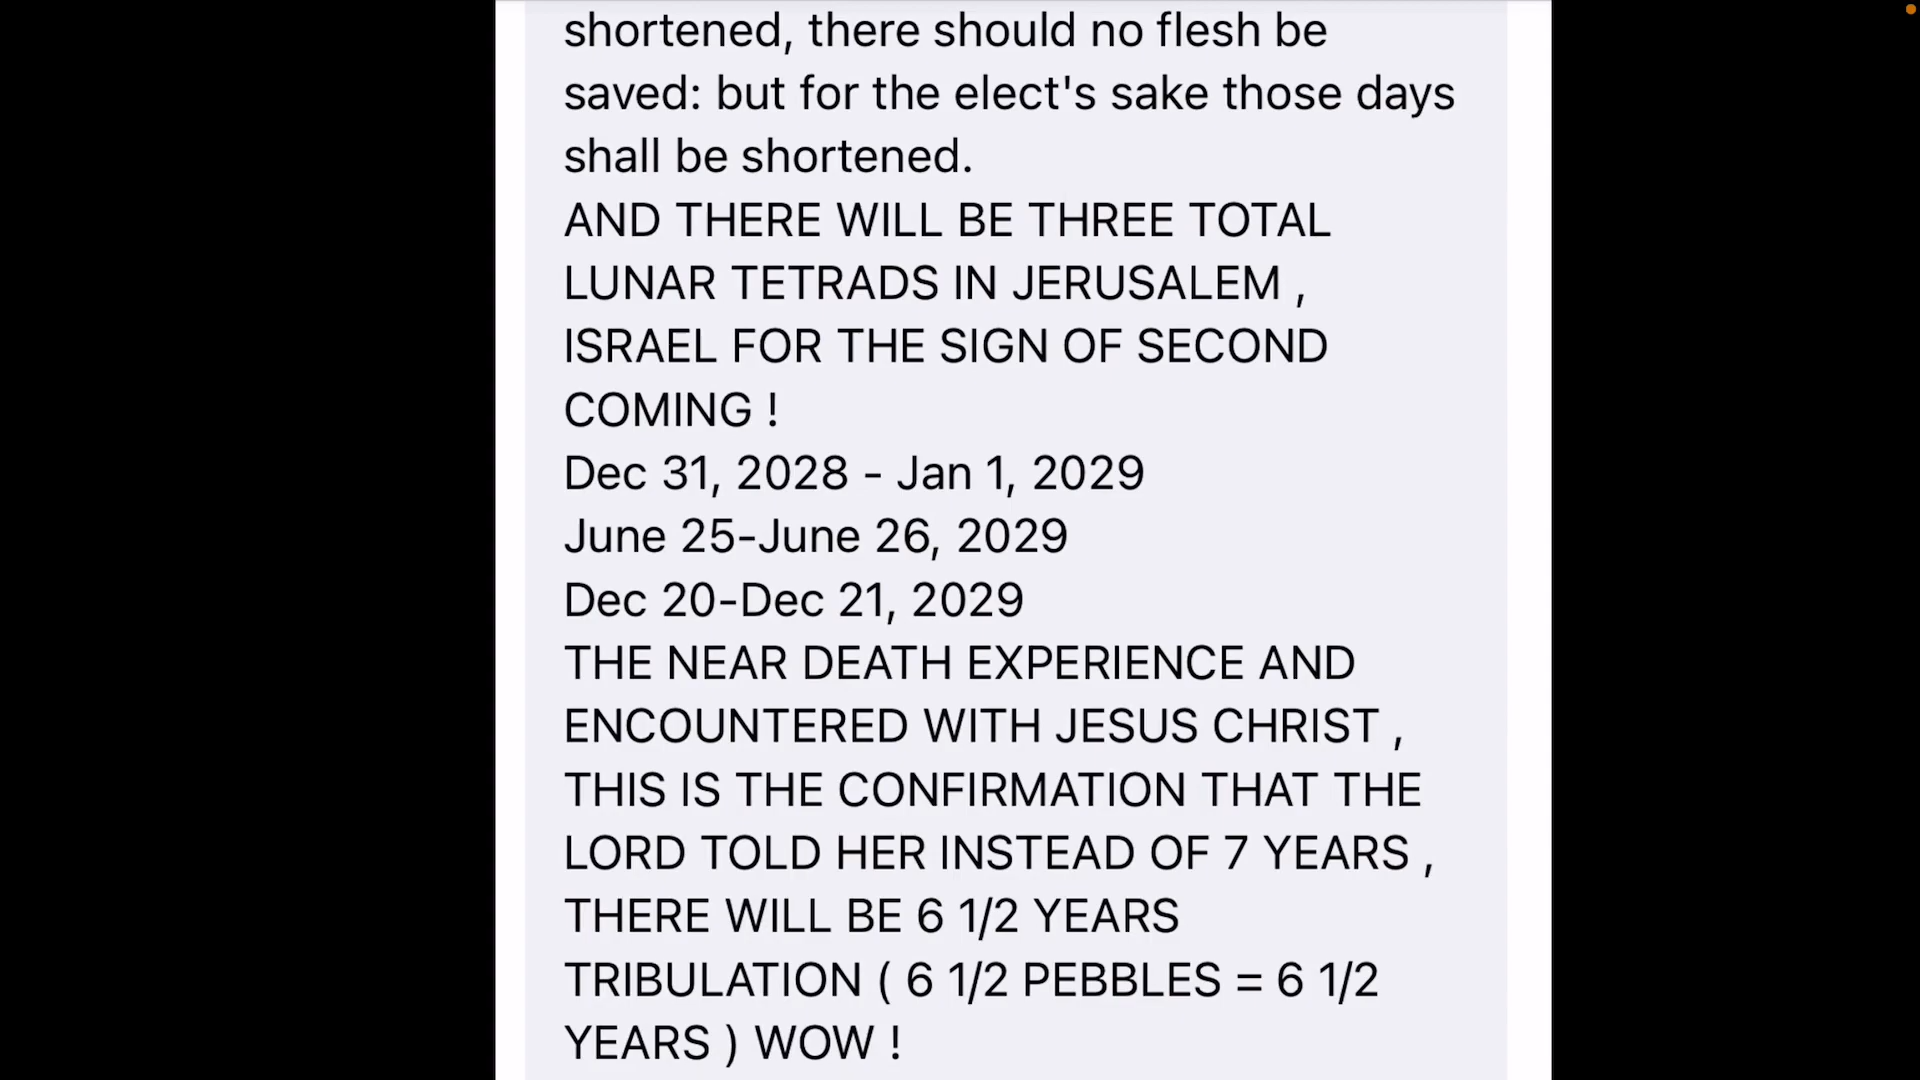 shortened, there should no flesh be
saved: but for the elect's sake those days
shall be shortened.
AND THERE WILL BE THREE TOTAL
LUNAR TETRADS IN JERUSALEM ,
ISRAEL FOR THE SIGN OF SECOND
COMING !
Dec 31, 2028 - Jan 1, 2029
June 25-June 26, 2029
Dec 20-Dec 21, 2029
THE NEAR DEATH EXPERIENCE AND
ENCOUNTERED WITH JESUS CHRIST ,
THIS IS THE CONFIRMATION THAT THE
LORD TOLD HER INSTEAD OF 7 YEARS ,
THERE WILL BE 6 1/2 YEARS
TRIBULATION ( 6 1/2 PEBBLES = 6 1/2
YEARS ) WOW !